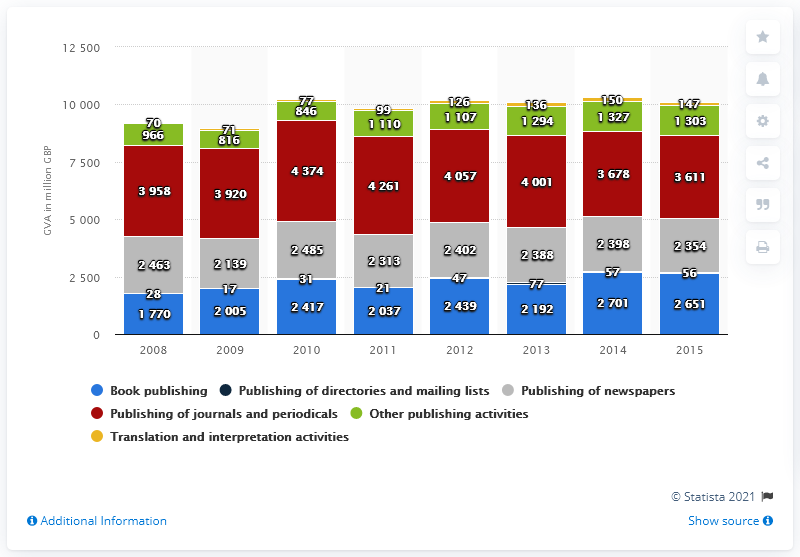 12 500
10 000
7 500
5 000
2 500
0
GVA in million GBP
70 71 77 99 126 136 150 147
966 816 846 1 110 1 107 1 294 1 327 1 303
3 958 3 920 4 374 4 261 4 057 4 001 3 678 3 611
2 463 2 139 2 485 2 313 2 402 2 388 2 398 2 354
28 17 31 21 47 77 57 56
1 770 2 005 2 417 2 037 2 439 2 192 2 701 2 651
2008 2009 2010 2011 2012 2013 2014 2015
Book publishing Publishing of directories and mailing lists Publishing of newspapers
Publishing of journals and periodicals Other publishing activities
Translation and interpretation activities
© Statista 2021
Additional Information Show source